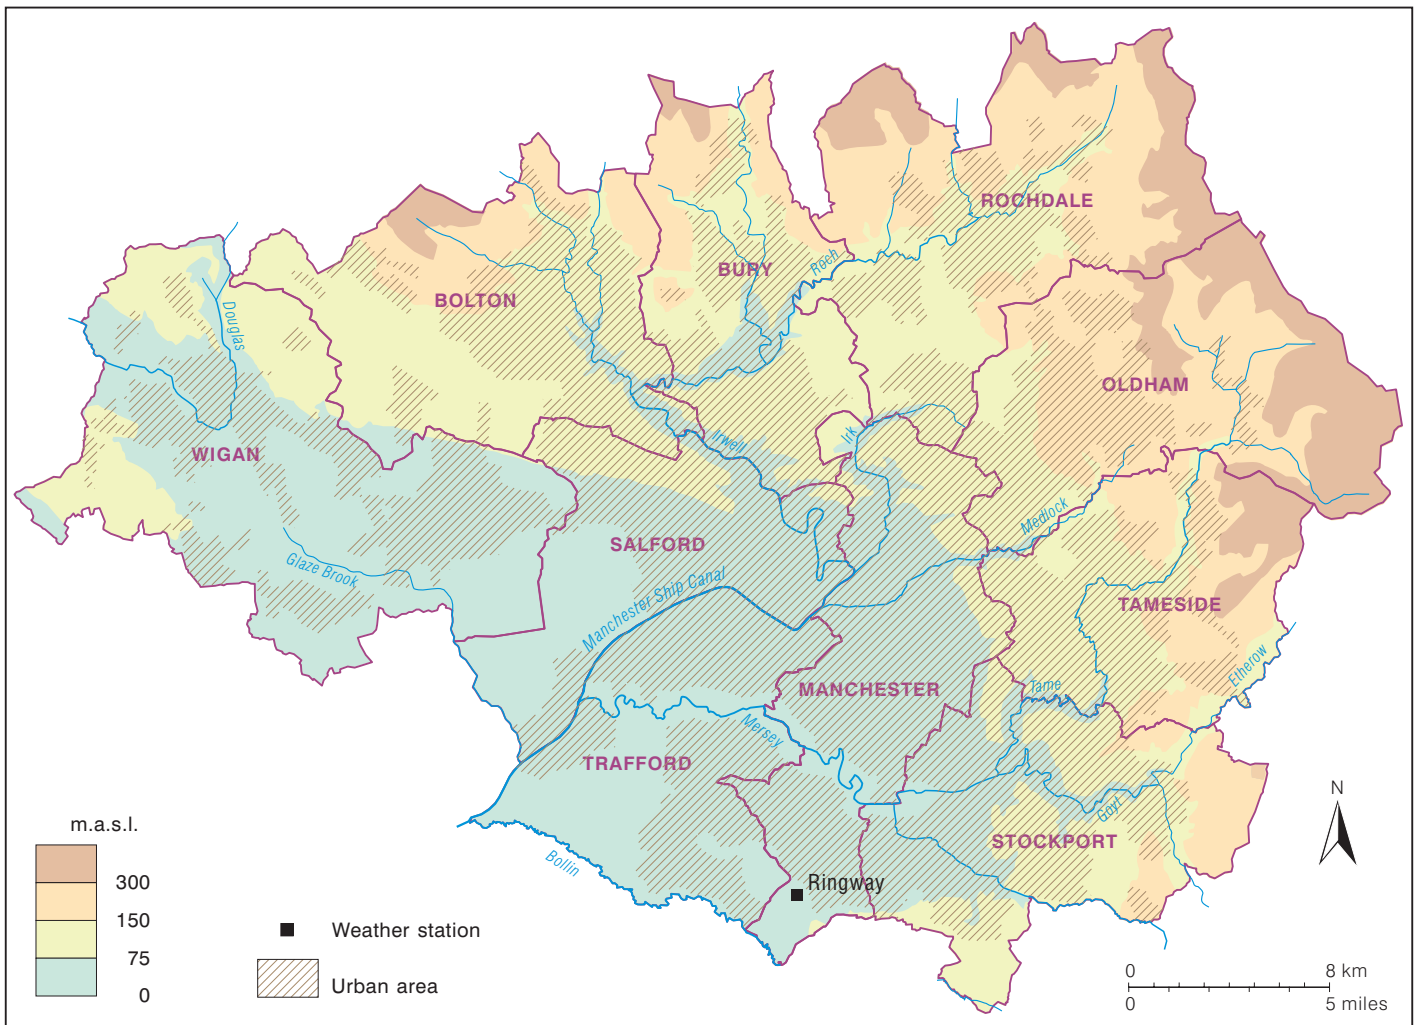 ROCHDALE
BURY
Roch
BOLTON
Douglas
OLDHAM
WIGAN
Irwell
Irk
Medlock
SALFORD
Glaze Brook
Manchester Ship Canal
TAMESIDE
Etherow
MANCHESTER
Tame
Mersey
TRAFFORD
Goyt
STOCKPORT
Bollin
Ringway
N
m.a.s.l.
300
150
75
0
Weather station
Urban area
0 8 km
0 5 miles